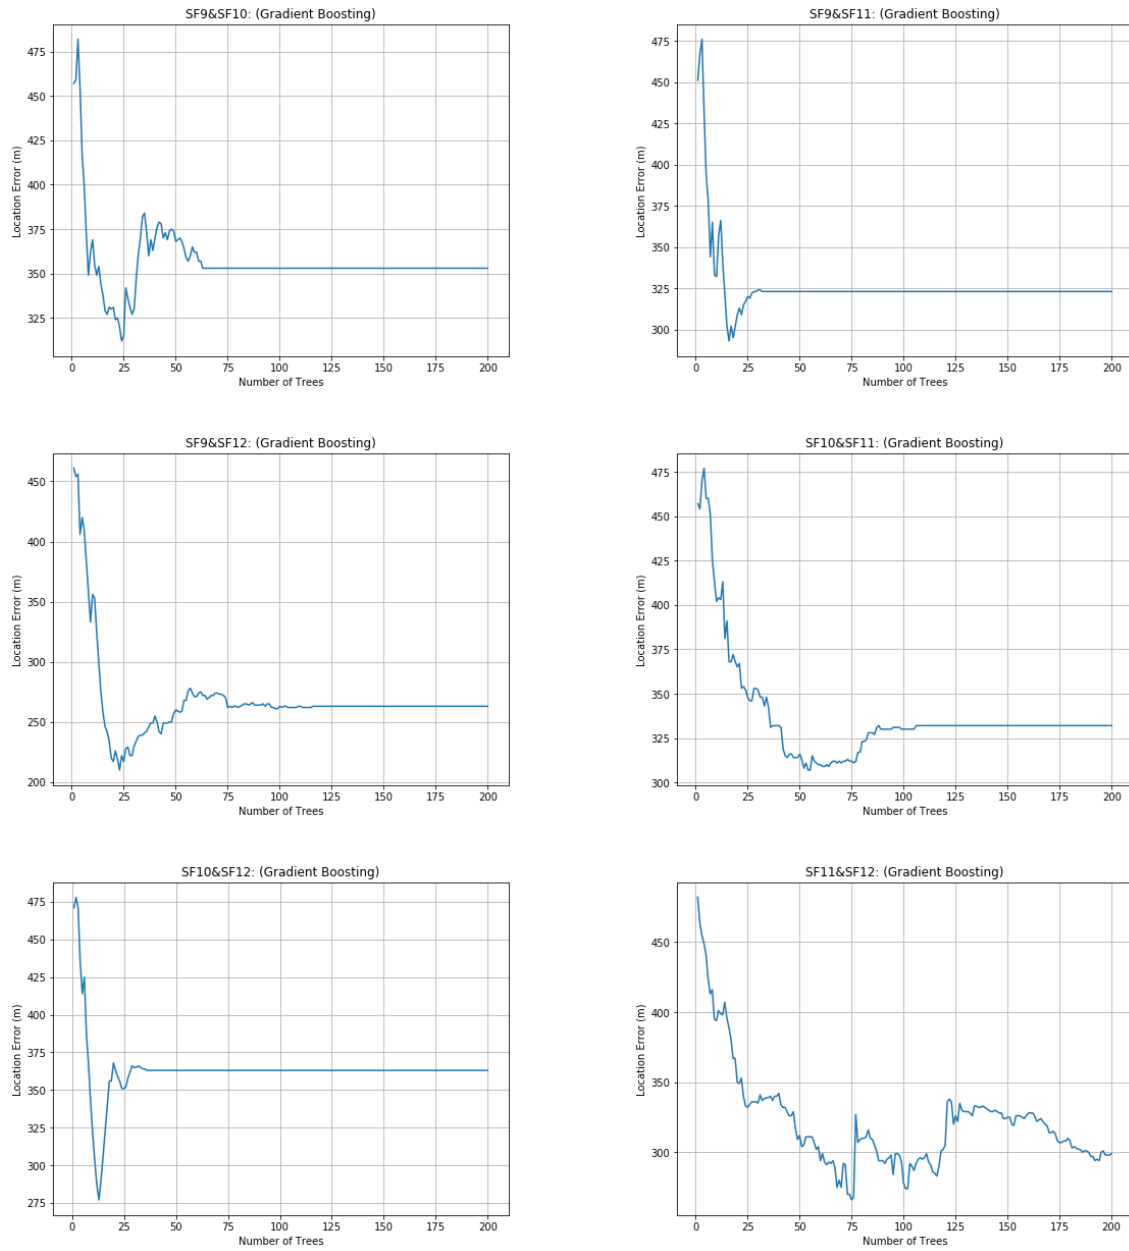 SF9&SF10: (Gradient Boosting)
Location Error (m)
475
450
425
400
375
350
325
0 25 50 75 100 125 150 175 200
Number of Trees
SF9&SF11: (Gradient Boosting)
Location Error (m)
475
450
425
400
375
350
325
300
0 25 50 75 100 125 150 175 200
Number of Trees
SF9&SF12: (Gradient Boosting)
Location Error (m)
450
400
350
300
250
200
0 25 50 75 100 125 150 175 200
Number of Trees
SF10&SF11: (Gradient Boosting)
Location Error (m)
475
450
425
400
375
350
325
300
0 25 50 75 100 125 150 175 200
Number of Trees
SF10&SF12: (Gradient Boosting)
Location Error (m)
475
450
425
400
375
350
325
300
275
0 25 50 75 100 125 150 175 200
Number of Trees
SF11&SF12: (Gradient Boosting)
Location Error (m)
450
400
350
300
0 25 50 75 100 125 150 175 200
Number of Trees